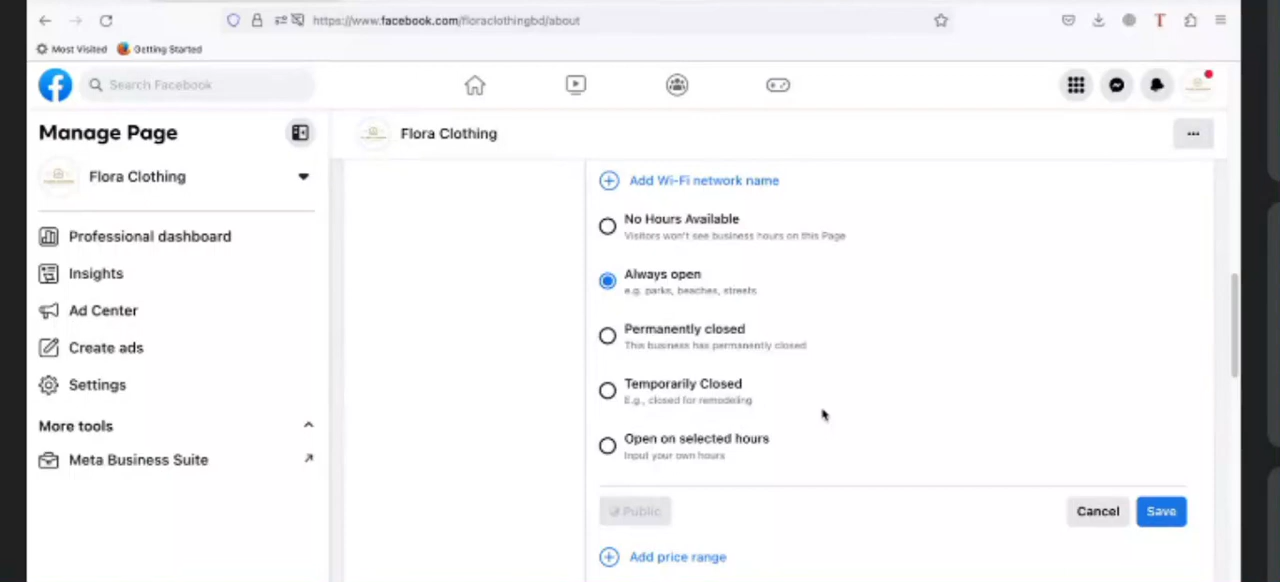 https://www.facebook.com/floraclothingbd/about
Most Visited
Getting Started
Search Facebook
Manage Page
Flora Clothing
Professional dashboard
Insights
Ad Center
Create ads
Settings
More tools
Meta Business Suite
Flora Clothing
Add Wi-Fi network name
No Hours Available
Visitors won't see business hours on this Page
Always open
e.g. parks, beaches, streets
Permanently closed
This business has permanently closed
Temporarily Closed
E.g., closed for remodeling
Open on selected hours
Input your own hours
Public
Cancel
Save
Add price range